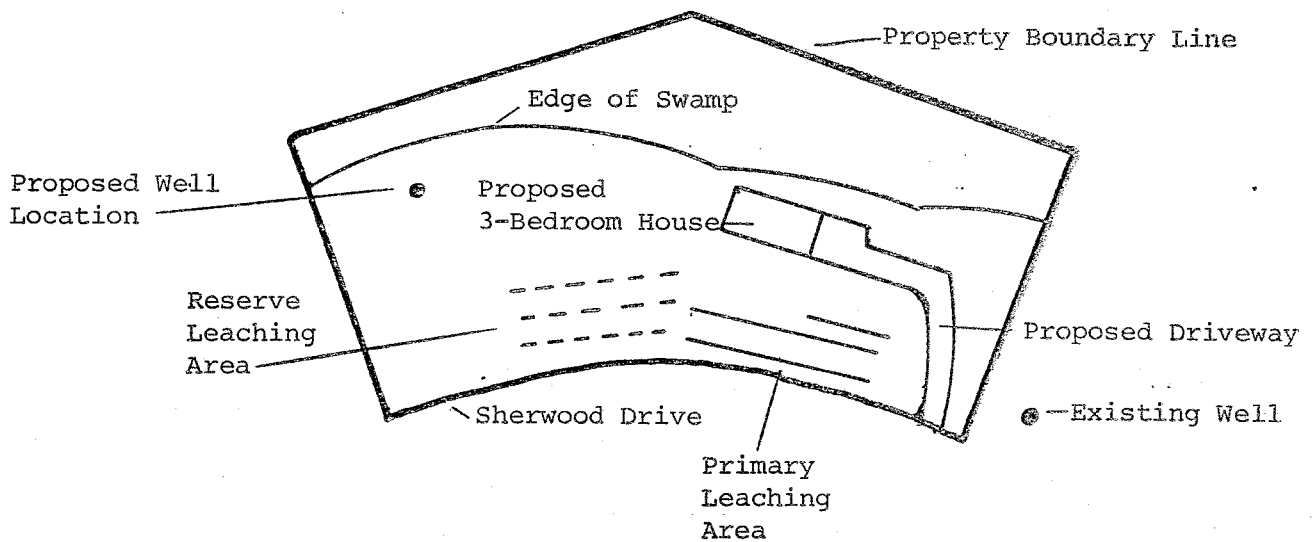 Property Boundary Line
Edge of Swamp
Proposed Well
Location
Proposed
3-Bedroom House
Reserve
Leaching
Area
Proposed Driveway
Sherwood Drive
Existing Well
Primary
Leaching
Area